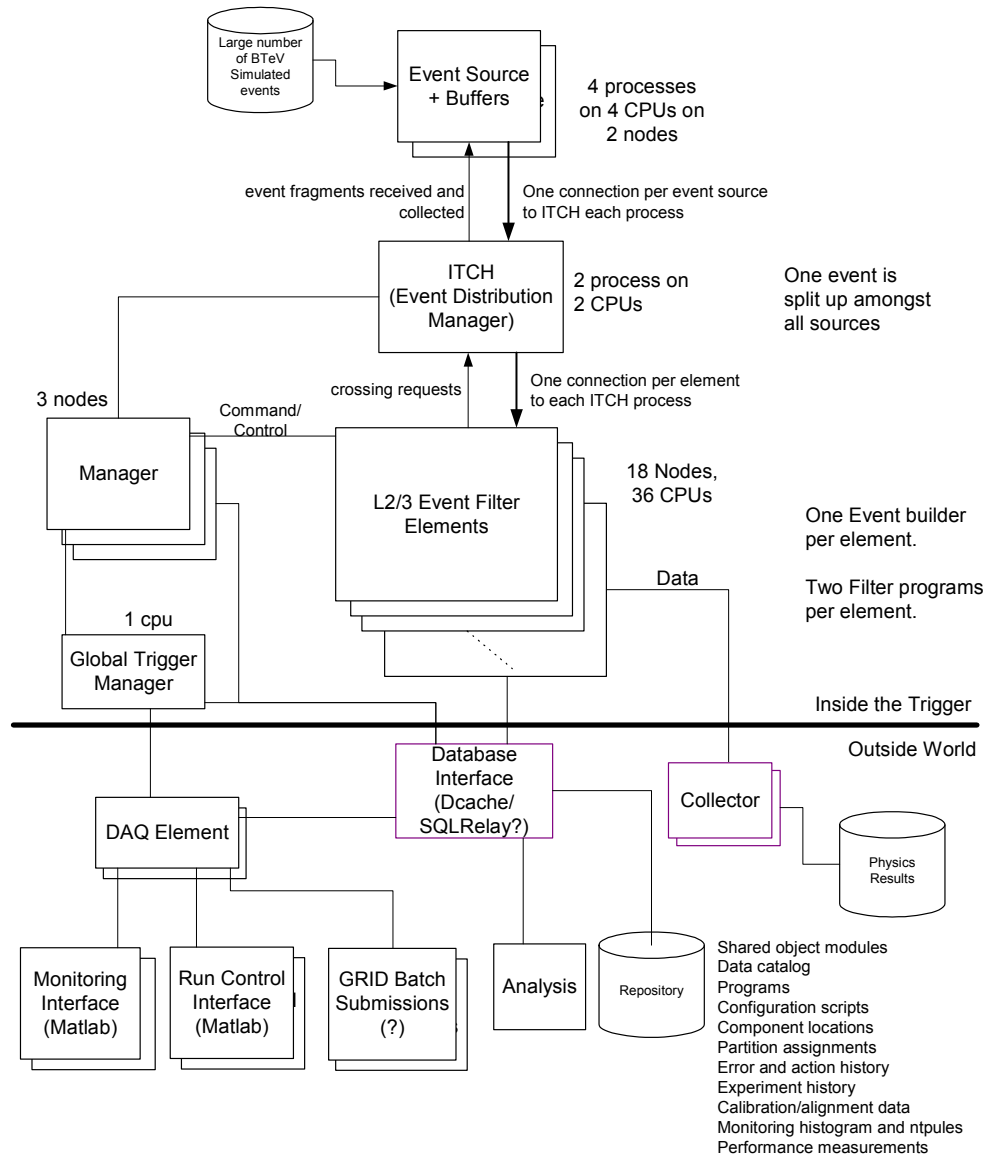 Large number
of BTeV
Simulated
events
Event Source
+ Buffers
4 processes
on 4 CPUs on
2 nodes
event fragments received and
collected
One connection per event source
to ITCH each process
ITCH
(Event Distribution
Manager)
2 process on
2 CPUs
One event is
split up amongst
all sources
crossing requests
One connection per element
to each ITCH process
3 nodes
Command/
Control
Manager
L2/3 Event Filter
Elements
18 Nodes,
36 CPUs
One Event builder
per element.
Data
Two Filter programs
per element.
1 cpu
Global Trigger
Manager
Inside the Trigger
Outside World
Database
Interface
(Dcache/
SQLRelay?)
Collector
DAQ Element
Physics
Results
Monitoring
Interface
(Matlab)
Run Control
Interface
(Matlab)
GRID Batch
Submissions
(?)
Analysis
Repository
Shared object modules
Data catalog
Programs
Configuration scripts
Component locations
Partition assignments
Error and action history
Experiment history
Calibration/alignment data
Monitoring histogram and ntpules
Performance measurements